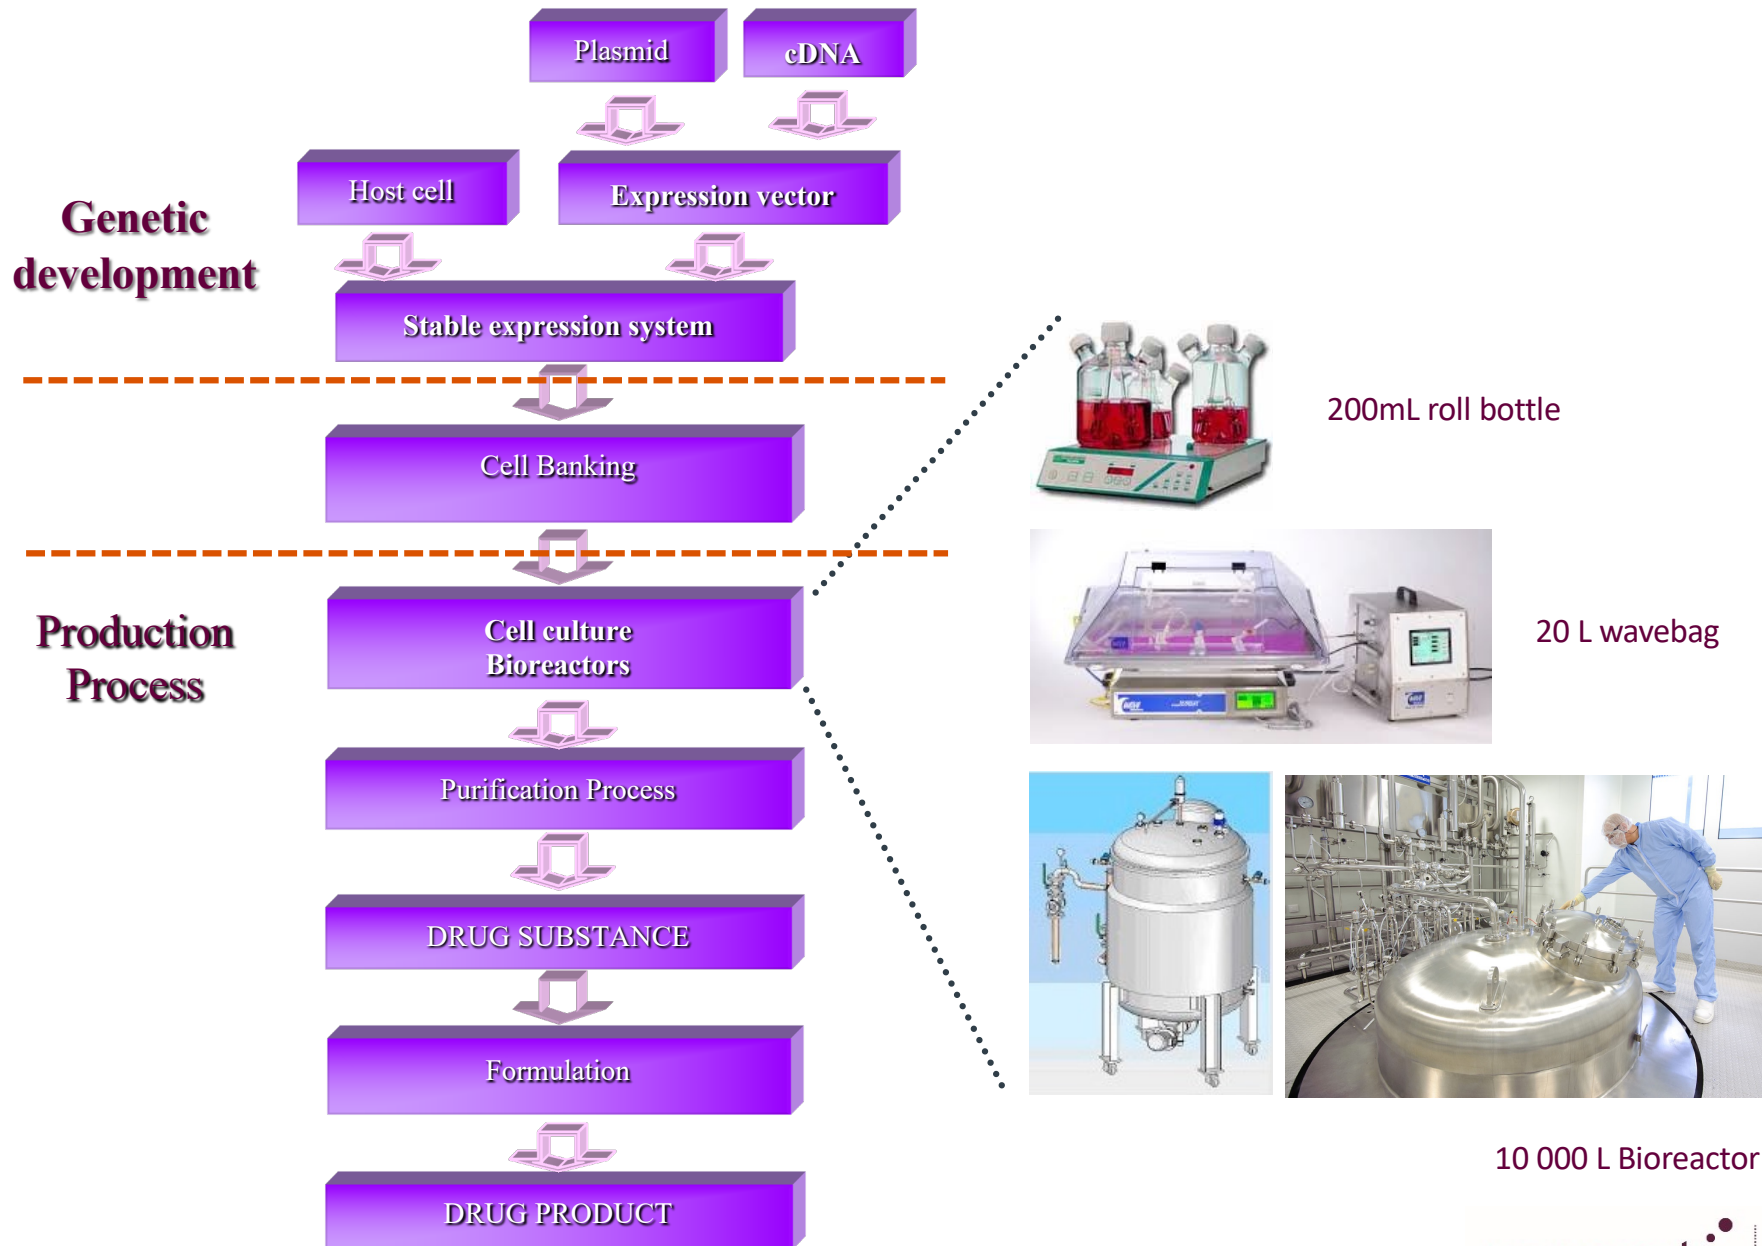 Plasmid
cDNA
Host cell
Expression vector
Genetic
development
Stable expression system
Cell Banking
Production
Process
Cell culture
Bioreactors
Purification Process
DRUG SUBSTANCE
Formulation
DRUG PRODUCT
200mL roll bottle
20 L wavebag
10 000 L Bioreactor